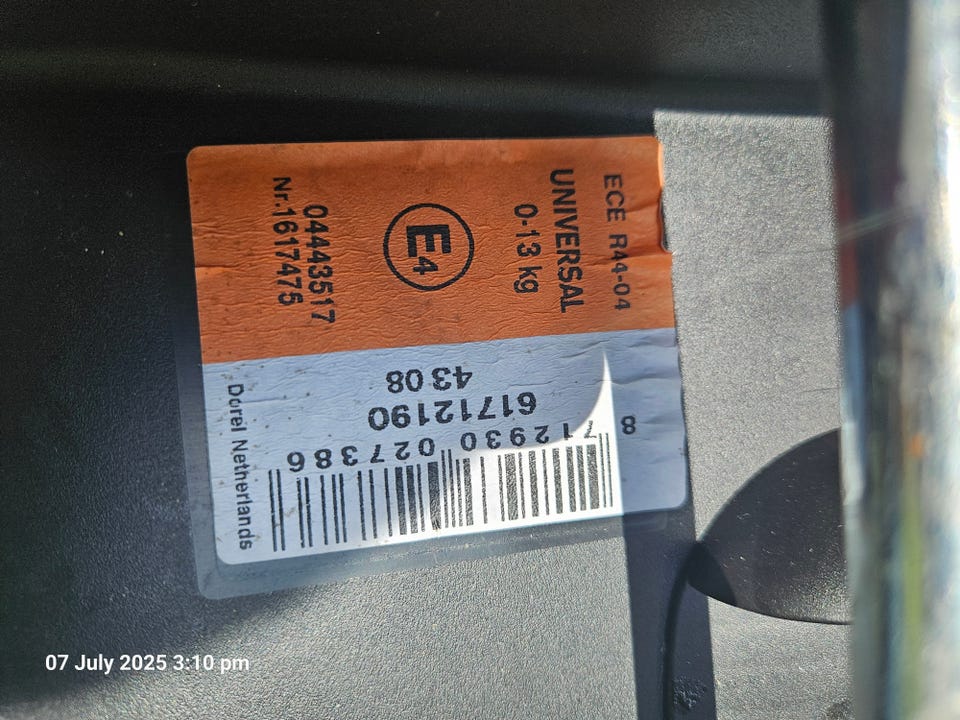 ECE R44-04
UNIVERSAL
0-13 kg
E4
04443517
Nr.:1617475
43 08
61712190
8 712930 027386
Dorel Netherlands
07 July 2025 3:10 pm